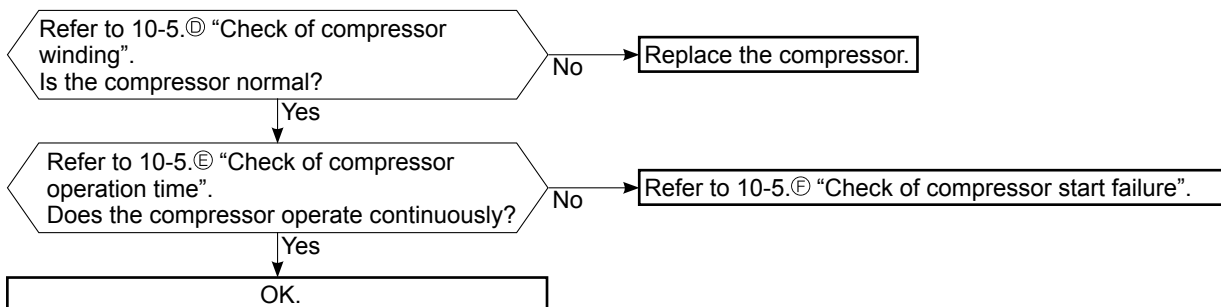 Refer to 10-5.Ⓓ “Check of compressor
winding”.
Is the compressor normal?
No
Replace the compressor.
Yes
Refer to 10-5.Ⓔ “Check of compressor
operation time”.
Does the compressor operate continuously?
No
Refer to 10-5.Ⓕ “Check of compressor start failure”.
Yes
OK.